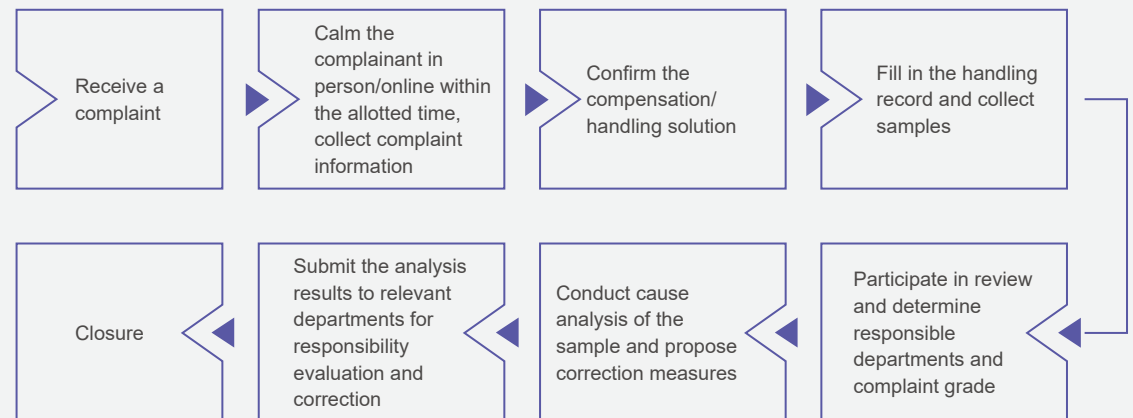 Receive a
complaint
Calm the
complainant in
person/online within
the allotted time,
collect complaint
information
Confirm the
compensation/
handling solution
Fill in the handling
record and collect
samples
Participate in review
and determine
responsible
departments and
complaint grade
Conduct cause
analysis of the
sample and propose
correction measures
Submit the analysis
results to relevant
departments for
responsibility
evaluation and
correction
Closure